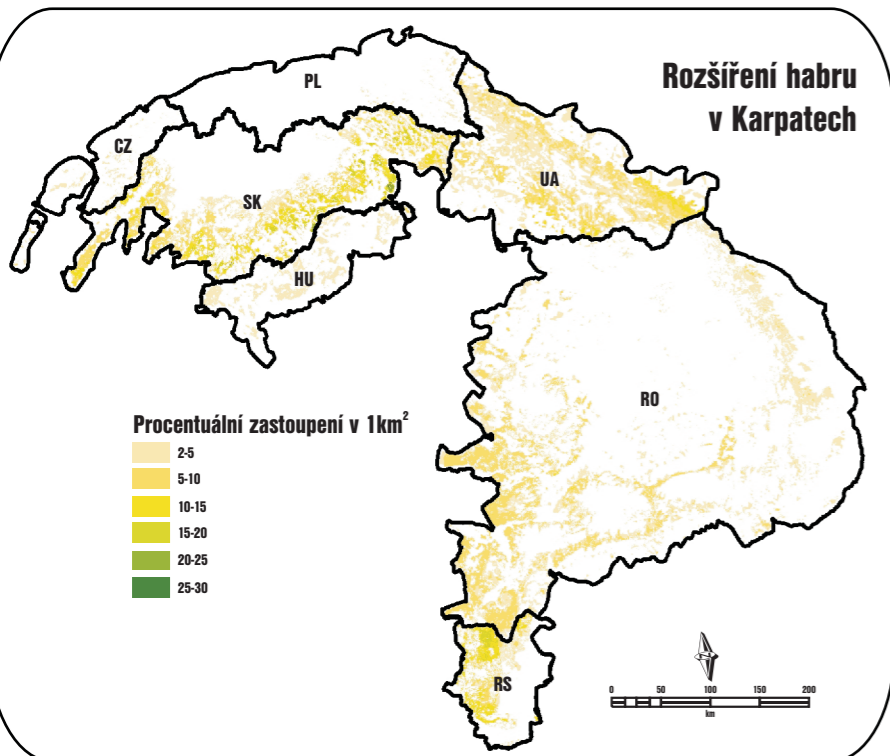 Rozšíření habru
v Karpatech
PL
CZ
SK
UA
HU
RO
RS
Procentuální zastoupení v 1km²
2-5
5-10
10-15
15-20
20-25
25-30
0 50 100 150 200
km